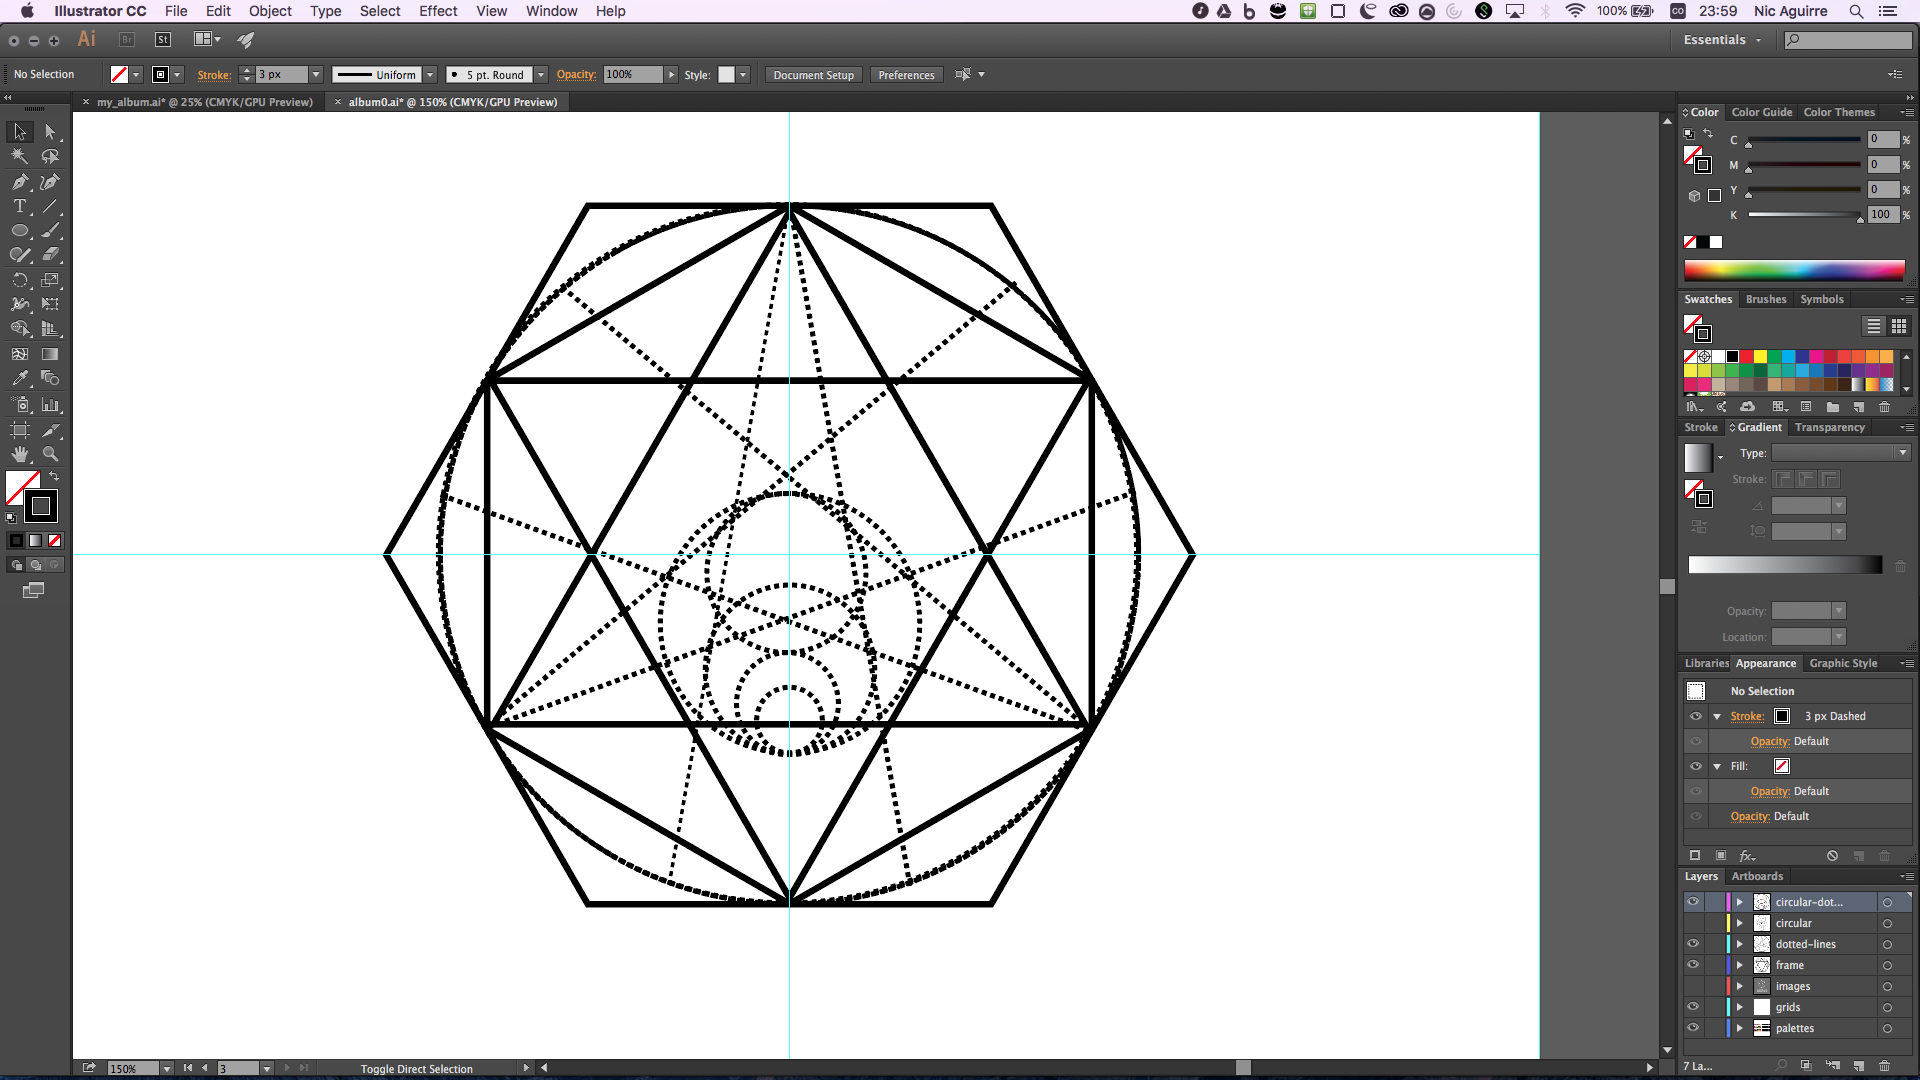 Illustrator CC File Edit Object Type Select Effect View Window Help 100% 23:59 Nic Aguirre
Ai Br St Essentials
No Selection Stroke: 3 px Uniform 5 pt. Round Opacity: 100% Style: Document Setup Preferences
my_album.ai* @ 25% (CMYK/GPU Preview) album0.ai* @ 150% (CMYK/GPU Preview)
Color Color Guide Color Themes
C 0 %
M 0 %
Y 0 %
K 100 %
Swatches Brushes Symbols
Stroke Gradient Transparency
Type:
Stroke:
Opacity:
Location:
Libraries Appearance Graphic Style
No Selection
Stroke: 3 px Dashed
Opacity: Default
Fill:
Opacity: Default
Opacity: Default
fx
Layers Artboards
circular-dot...
circular
dotted-lines
frame
images
grids
palettes
7 La...
150% 3 Toggle Direct Selection